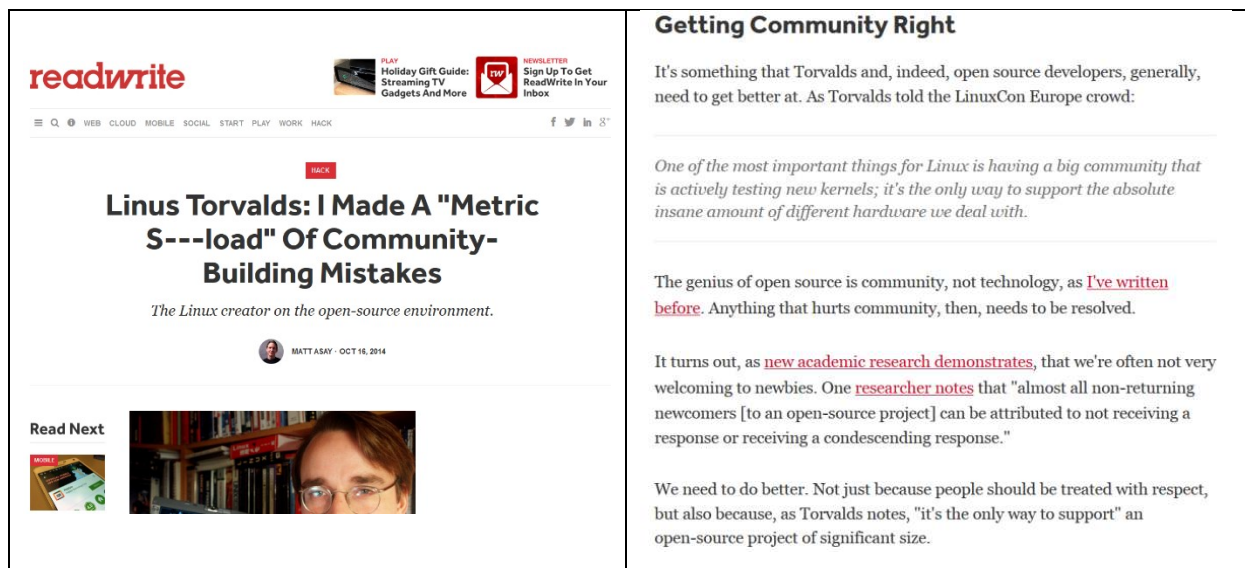 readwrite
PLAY
Holiday Gift Guide:
Streaming TV
Gadgets And More
rw
NEWSLETTER
Sign Up To Get
ReadWrite In Your
Inbox
WEB CLOUD MOBILE SOCIAL START PLAY WORK HACK
HACK
Linus Torvalds: I Made A "Metric
S---load" Of Community-
Building Mistakes
The Linux creator on the open-source environment.
MATT ASAY · OCT 16, 2014
Read Next
MOBILE
Getting Community Right
It's something that Torvalds and, indeed, open source developers, generally,
need to get better at. As Torvalds told the LinuxCon Europe crowd:
One of the most important things for Linux is having a big community that
is actively testing new kernels; it's the only way to support the absolute
insane amount of different hardware we deal with.
The genius of open source is community, not technology, as I've written
before. Anything that hurts community, then, needs to be resolved.
It turns out, as new academic research demonstrates, that we're often not very
welcoming to newbies. One researcher notes that "almost all non-returning
newcomers [to an open-source project] can be attributed to not receiving a
response or receiving a condescending response."
We need to do better. Not just because people should be treated with respect,
but also because, as Torvalds notes, "it's the only way to support" an
open-source project of significant size.